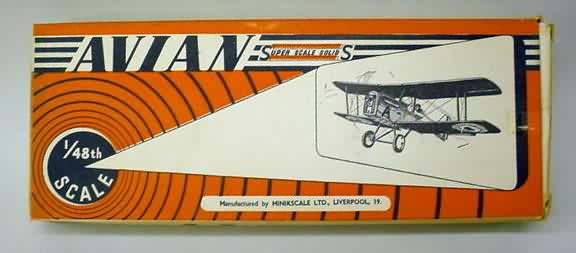 AVIAN
SUPER SCALE SOLIDS
1/48th
SCALE
Manufactured by MINIKSCALE LTD., LIVERPOOL, 19.